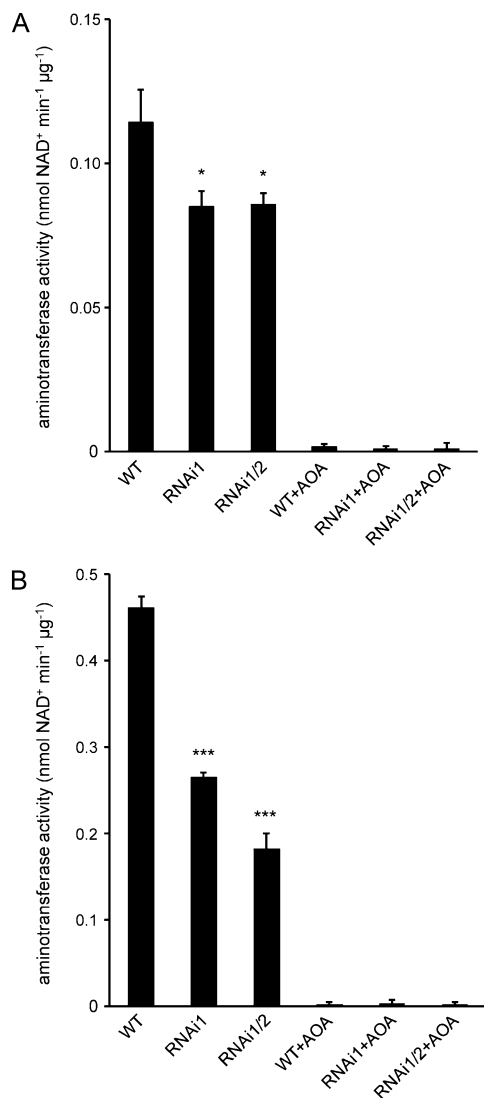 A
aminotransferase activity (nmol NAD⁺ min⁻¹ µg⁻¹)
0.15
0.10
0.05
0
*
*
WT
RNAi1
RNAi1/2
WT+AOA
RNAi1+AOA
RNAi1/2+AOA
B
aminotransferase activity (nmol NAD⁺ min⁻¹ µg⁻¹)
0.5
0.4
0.3
0.2
0.1
0
***
***
WT
RNAi1
RNAi1/2
WT+AOA
RNAi1+AOA
RNAi1/2+AOA